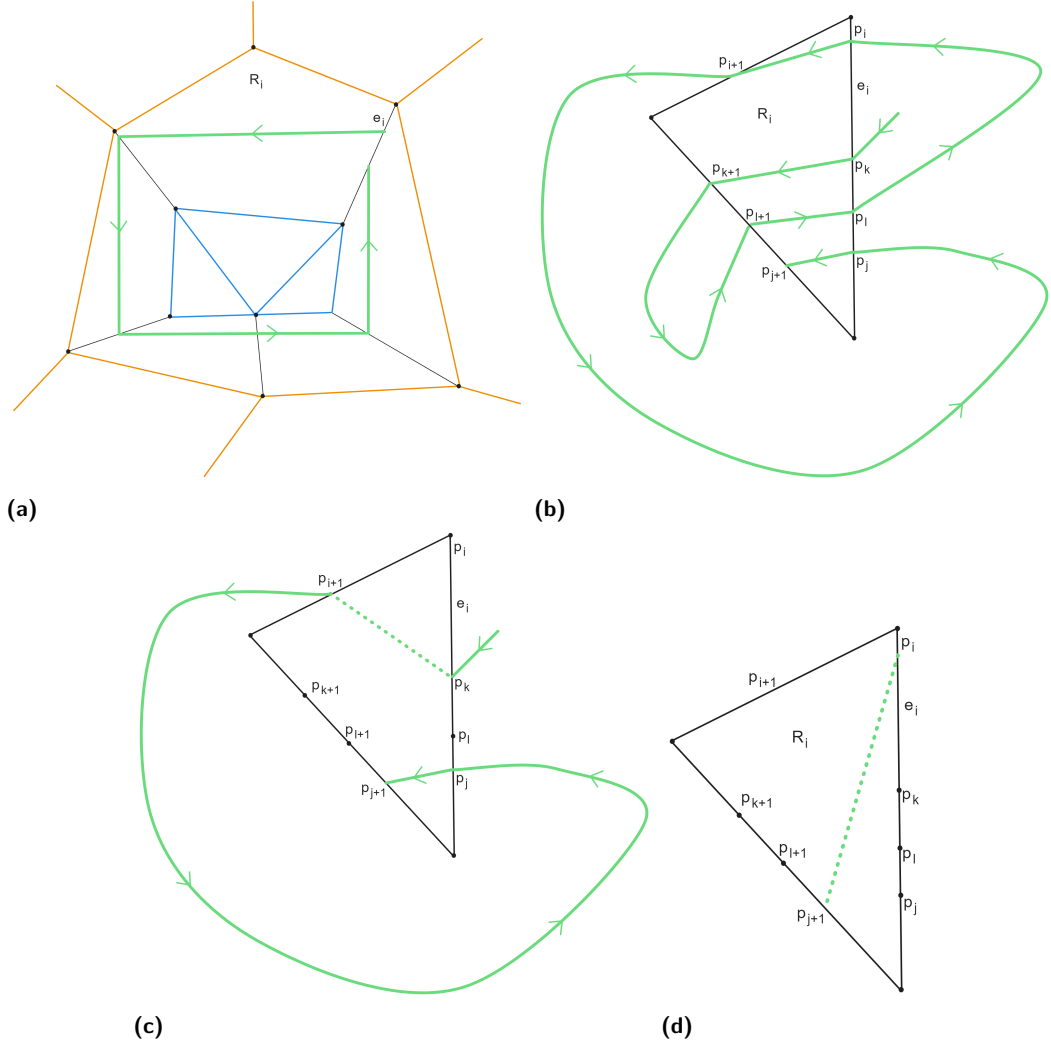 R_i
e_i
p_i
p_{i+1}
e_i
R_i
p_k
p_{k+1}
p_{l+1}
p_l
p_j
p_{j+1}
(a)
(b)
p_i
p_{i+1}
e_i
p_k
p_{k+1}
p_{l+1}
p_l
p_j
p_{j+1}
p_i
p_{i+1}
e_i
R_i
p_k
p_{k+1}
p_{l+1}
p_l
p_j
p_{j+1}
(c)
(d)